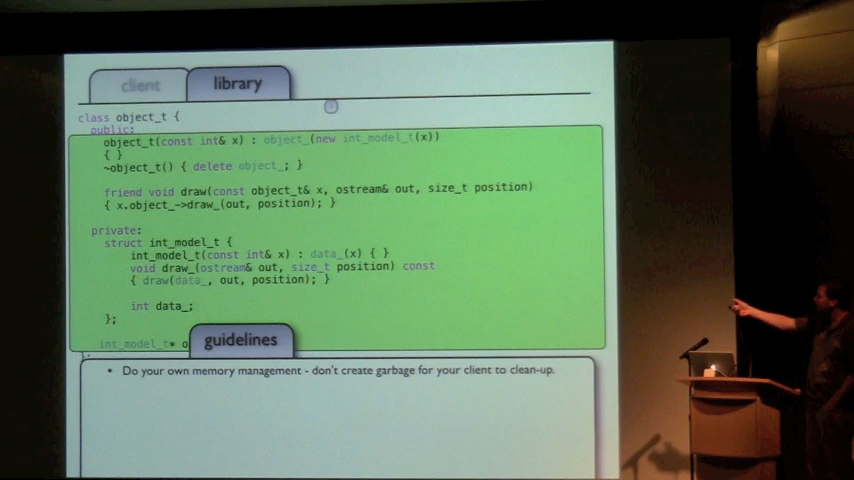 client library
class object_t {
public:
object_t(const int& x) : object_(new int_model_t(x))
{ }
~object_t() { delete object_; }
friend void draw(const object_t& x, ostream& out, size_t position)
{ x.object_->draw_(out, position); }
private:
struct int_model_t {
int_model_t(const int& x) : data_(x) { }
void draw_(ostream& out, size_t position) const
{ draw(data_, out, position); }
int data_;
};
int_model_t* o
guidelines
• Do your own memory management - don't create garbage for your client to clean-up.